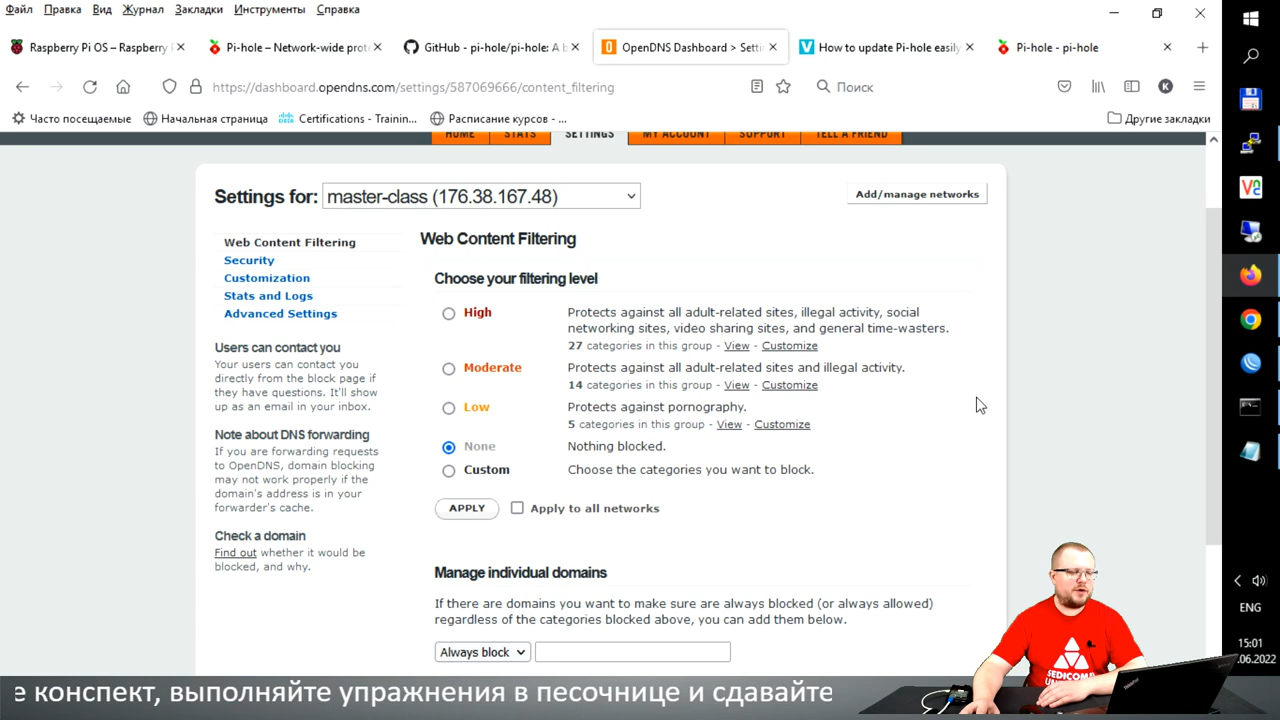 Файл Правка Вид Журнал Закладки Инструменты Справка
Raspberry Pi OS – Raspberry
Pi-hole – Network-wide prot
GitHub - pi-hole/pi-hole: A b
OpenDNS Dashboard > Setti
How to update Pi-hole easily
Pi-hole - pi-hole
https://dashboard.opendns.com/settings/587069666/content_filtering
Поиск
K
Часто посещаемые
Начальная страница
Certifications - Trainin...
Расписание курсов - ...
Другие закладки
HOME STATS SETTINGS MY ACCOUNT SUPPORT TELL A FRIEND
Settings for: master-class (176.38.167.48)
Add/manage networks
Web Content Filtering
Security
Customization
Stats and Logs
Advanced Settings
Users can contact you
Your users can contact you
directly from the block page if
they have questions. It'll show
up as an email in your inbox.
Note about DNS forwarding
If you are forwarding requests
to OpenDNS, domain blocking
may not work properly if the
domain's address is in your
forwarder's cache.
Check a domain
Find out whether it would be
blocked, and why.
Web Content Filtering
Choose your filtering level
High Protects against all adult-related sites, illegal activity, social
networking sites, video sharing sites, and general time-wasters.
27 categories in this group - View - Customize
Moderate Protects against all adult-related sites and illegal activity.
14 categories in this group - View - Customize
Low Protects against pornography.
5 categories in this group - View - Customize
None Nothing blocked.
Custom Choose the categories you want to block.
APPLY Apply to all networks
Manage individual domains
If there are domains you want to make sure are always blocked (or always allowed)
regardless of the categories blocked above, you can add them below.
Always block
ENG
15:01
.06.2022
SEDICOMM
е конспект, выполняйте упражнения в песочнице и сдавайте